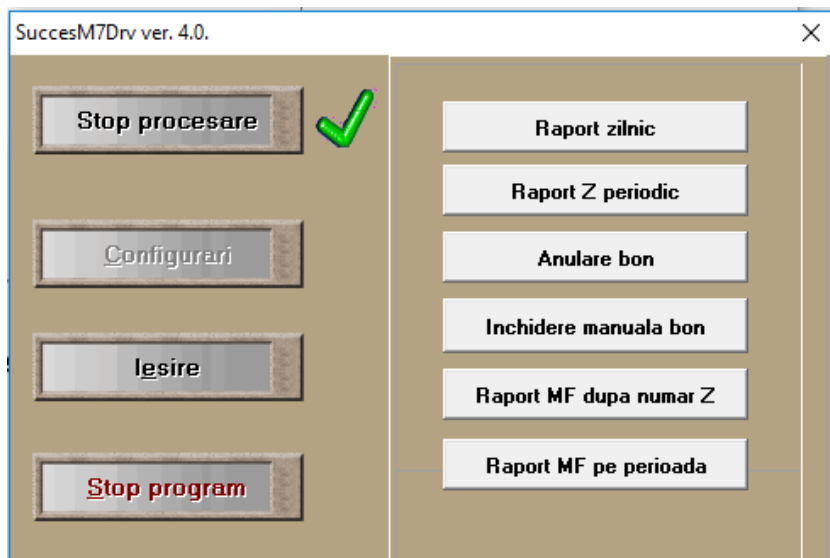 SuccesM7Drv ver. 4.0.
Stop procesare
Configurari
Iesire
Stop program
Raport zilnic
Raport Z periodic
Anulare bon
Inchidere manuala bon
Raport MF dupa numar Z
Raport MF pe perioada